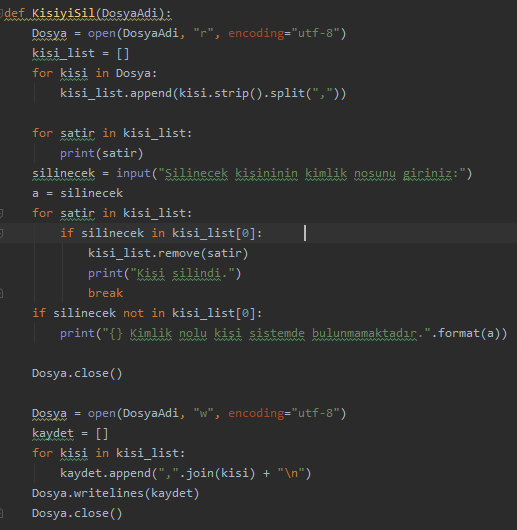 def KisiyiSil(DosyaAdi):
    Dosya = open(DosyaAdi, "r", encoding="utf-8")
    kisi_list = []
    for kisi in Dosya:
        kisi_list.append(kisi.strip().split(","))

    for satir in kisi_list:
        print(satir)
    silinecek = input("Silinecek kişininin kimlik nosunu giriniz:")
    a = silinecek
    for satir in kisi_list:
        if silinecek in kisi_list[0]:
            kisi_list.remove(satir)
            print("Kişi silindi.")
            break
    if silinecek not in kisi_list[0]:
        print("{} Kimlik nolu kişi sistemde bulunmamaktadır.".format(a))

    Dosya.close()

    Dosya = open(DosyaAdi, "w", encoding="utf-8")
    kaydet = []
    for kisi in kisi_list:
        kaydet.append(",".join(kisi) + "\n")
    Dosya.writelines(kaydet)
    Dosya.close()